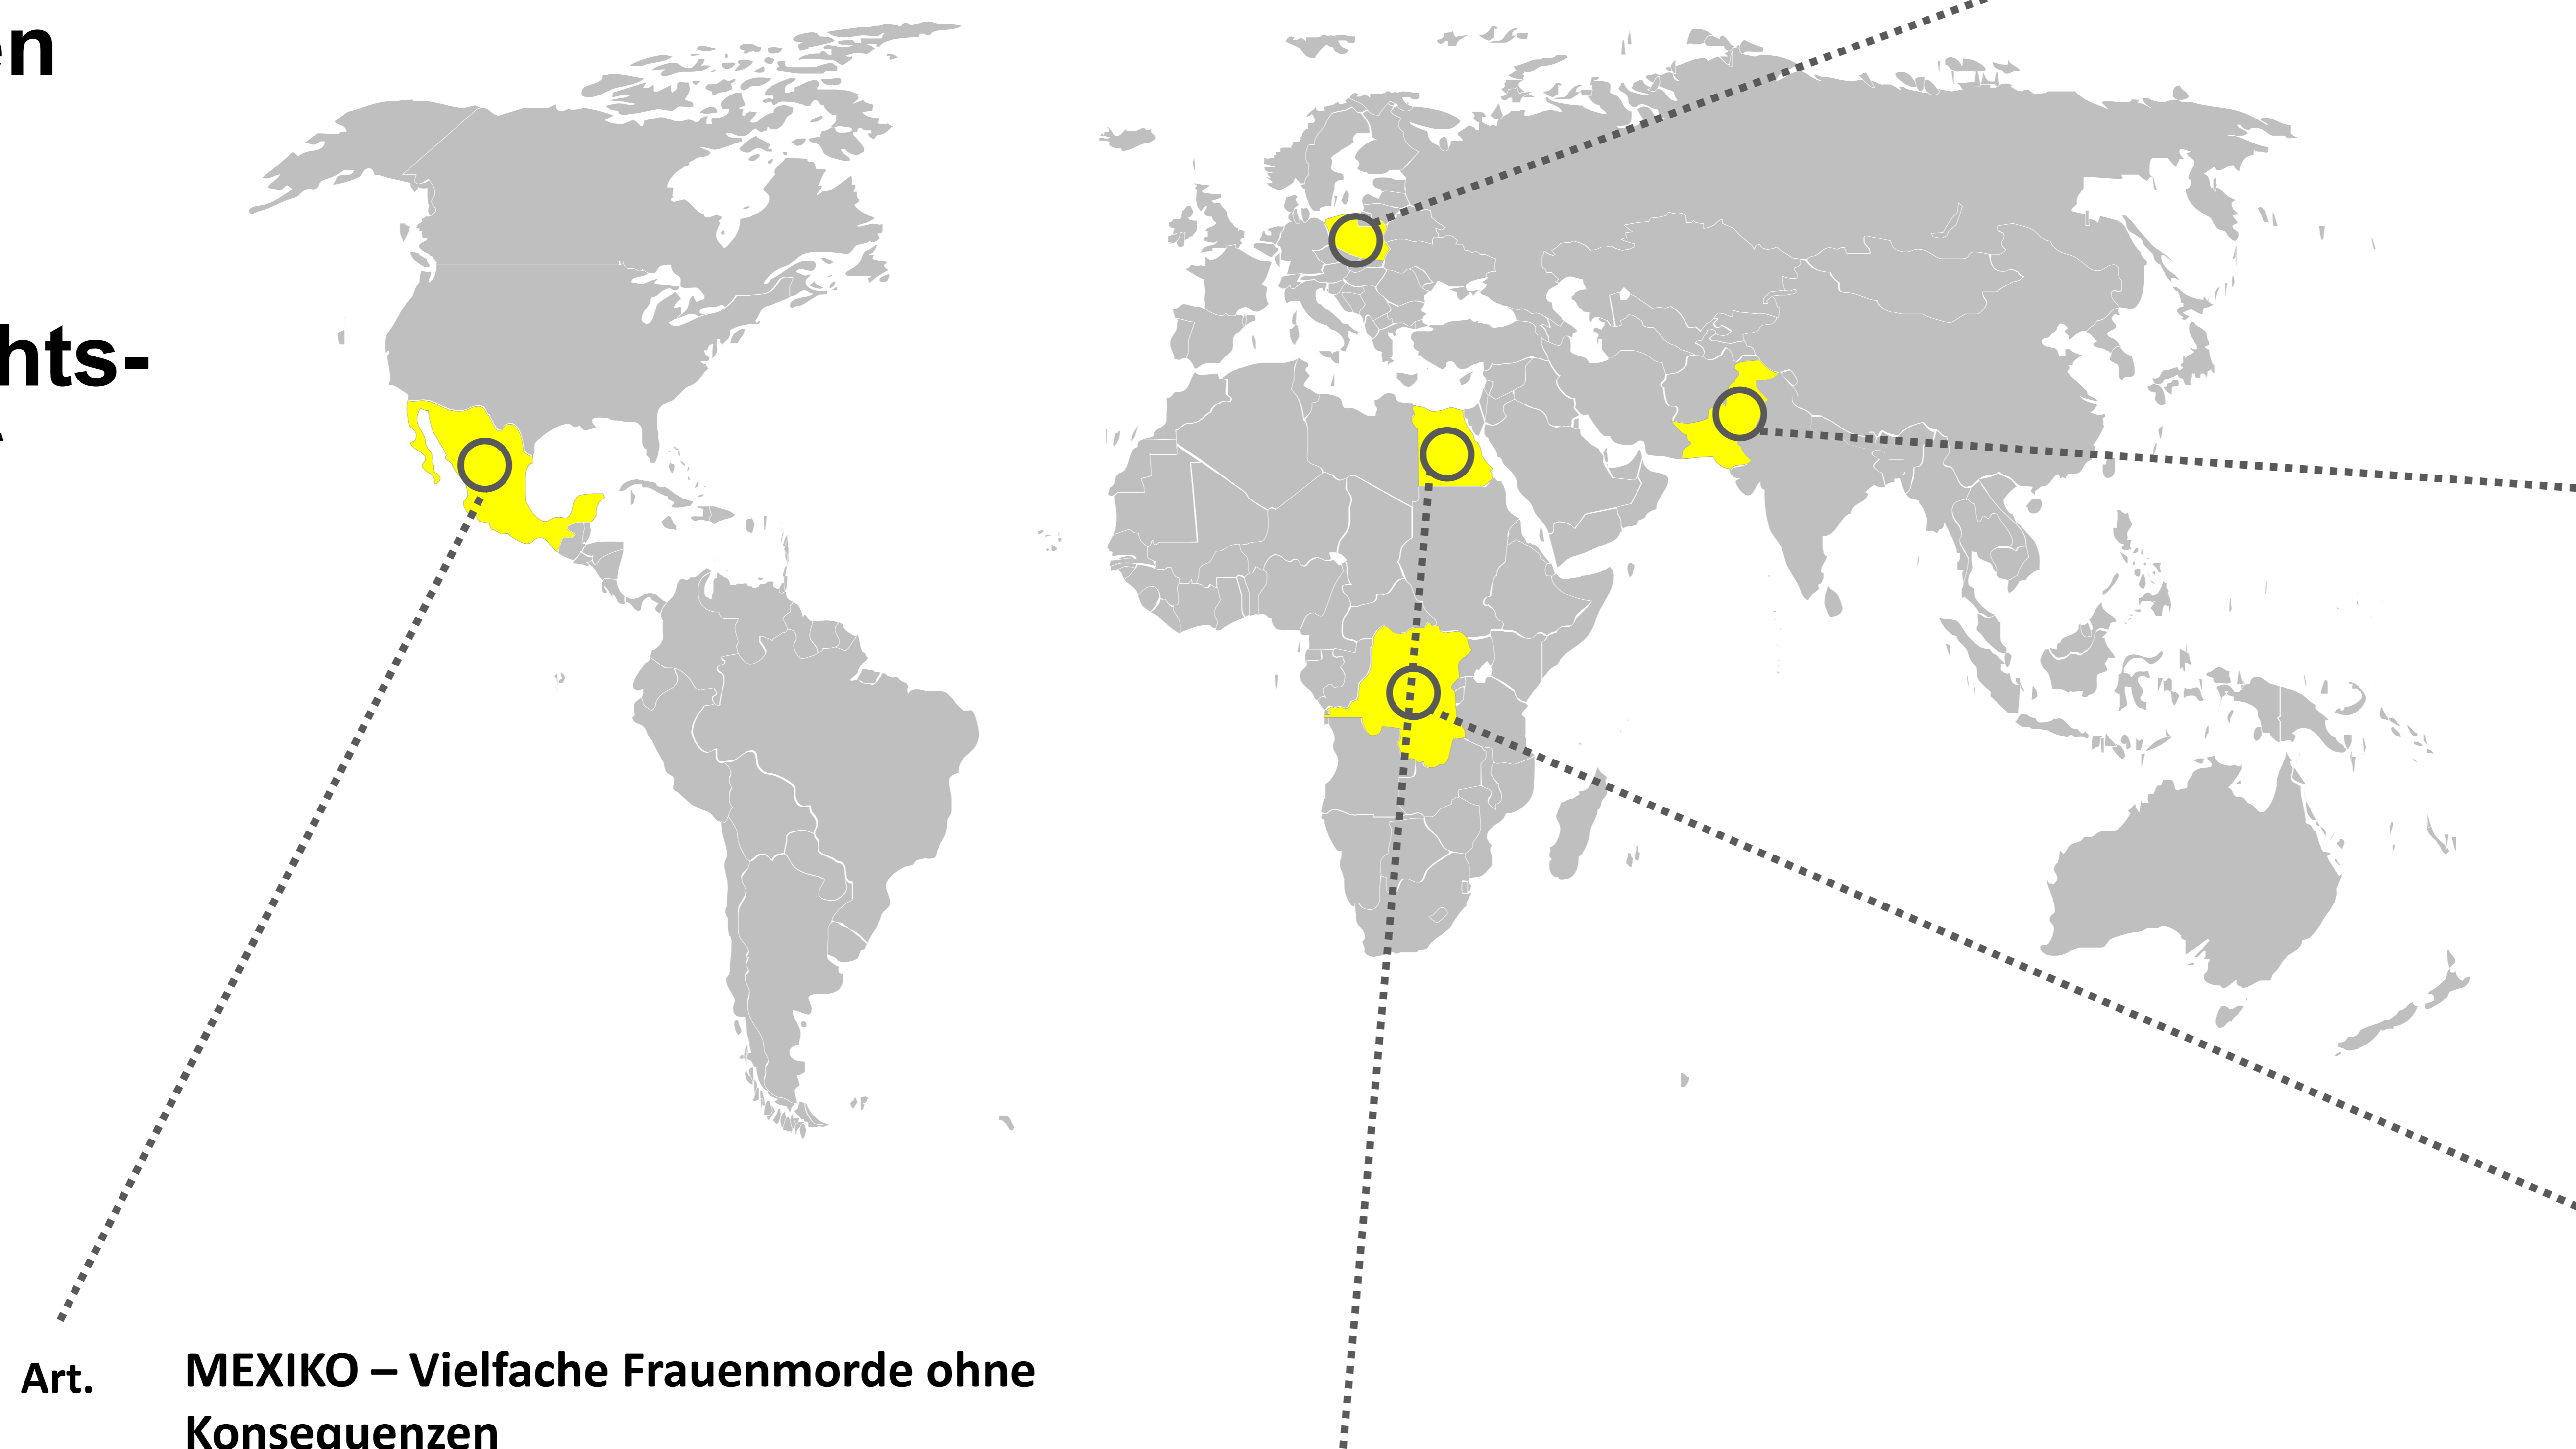 en
hts-
Art.
MEXIKO – Vielfache Frauenmorde ohne
Konsequenzen